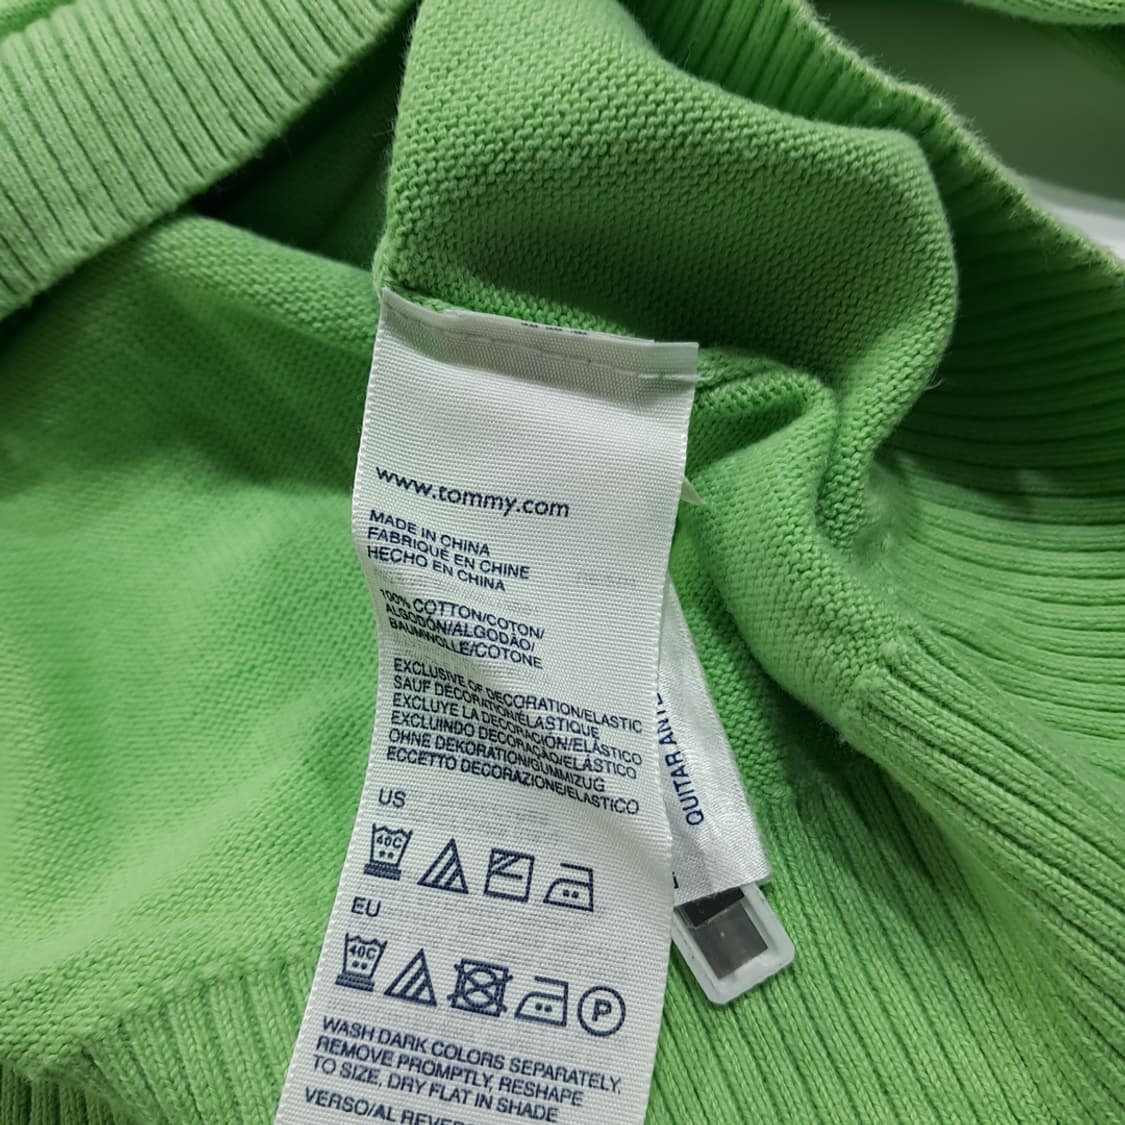 www.tommy.com
MADE IN CHINA
FABRIQUÉ EN CHINE
HECHO EN CHINA
100% COTTON/COTON/
ALGODÓN/ALGODÃO/
BAUMWOLLE/COTONE
EXCLUSIVE OF DECORATION/ELASTIC
SAUF DÉCORATION/ÉLASTIQUE
EXCLUYE LA DECORACIÓN/ELÁSTICO
EXCLUINDO DECORAÇÃO/ELÁSTICO
OHNE DEKORATION/GUMMIZUG
ECCETTO DECORAZIONE/ELASTICO
US
40C
EU
40C
P
WASH DARK COLORS SEPARATELY,
REMOVE PROMPTLY, RESHAPE
TO SIZE, DRY FLAT IN SHADE
VERSO/AL REVERS
QUITAR ANTE